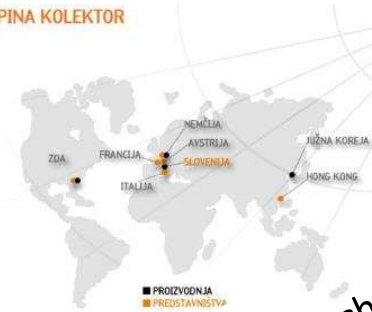 PINA KOLEKTOR
NEMČIJA
AVSTRIJA
FRANCIJA
SLOVENIJA
ITALIJA
ZDA
JUŽNA KOREJA
HONG KONG
PROIZVODNJA
PREDSTAVNIŠTVA